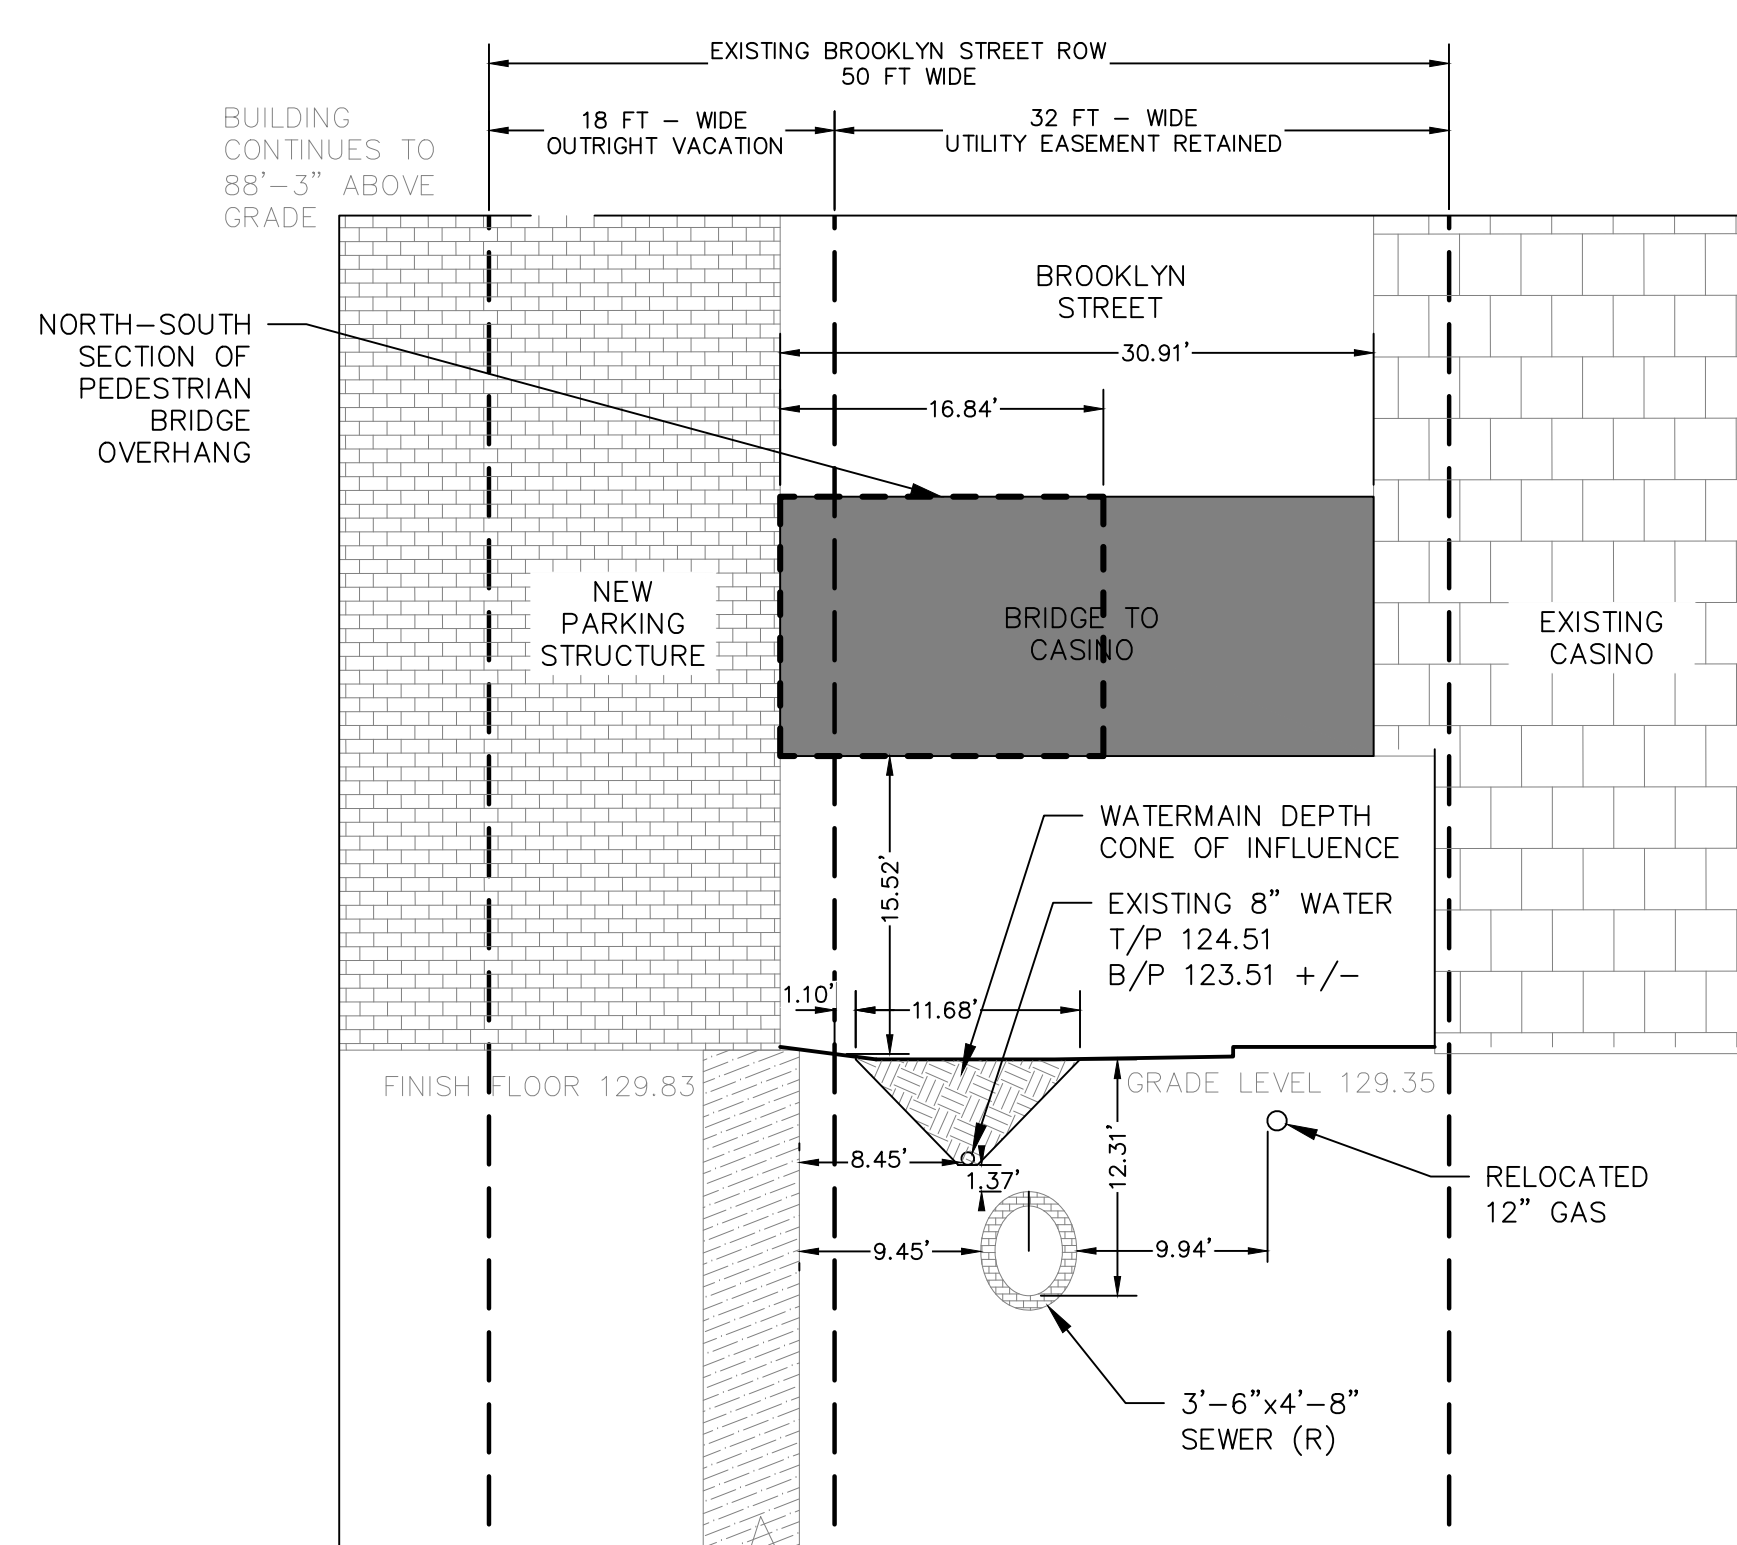 EXISTING BROOKLYN STREET ROW
50 FT WIDE
18 FT – WIDE
OUTRIGHT VACATION
32 FT – WIDE
UTILITY EASEMENT RETAINED
BUILDING
CONTINUES TO
88'–3" ABOVE
GRADE
BROOKLYN
STREET
NORTH–SOUTH
SECTION OF
PEDESTRIAN
BRIDGE
OVERHANG
30.91'
16.84'
NEW
PARKING
STRUCTURE
BRIDGE TO
CASINO
EXISTING
CASINO
15.52'
WATERMAIN DEPTH
CONE OF INFLUENCE
EXISTING 8" WATER
T/P 124.51
B/P 123.51 +/–
1.10'
11.68'
FINISH FLOOR 129.83
GRADE LEVEL 129.35
8.45'
1.37'
12.31'
RELOCATED
12" GAS
9.45'
9.94'
3'–6"x4'–8"
SEWER (R)